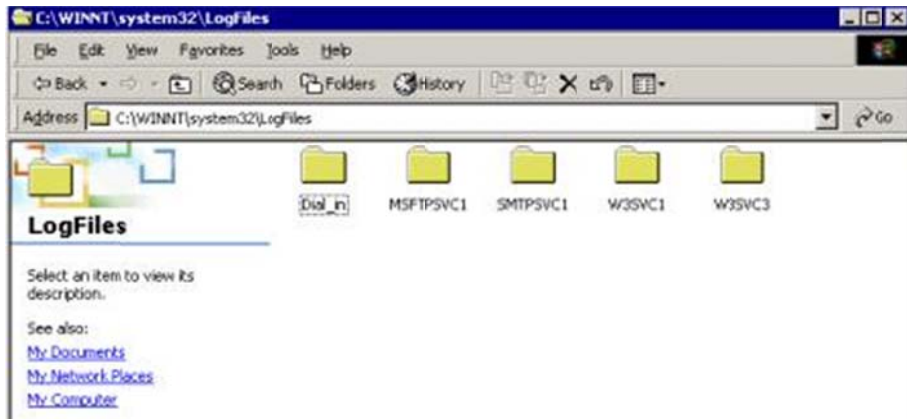 C:\WINNT\system32\LogFiles
File Edit View Favorites Tools Help
Back Search Folders History
Address C:\WINNT\system32\LogFiles Go
Dial_in MSFTPSVC1 SMTPSVC1 W3SVC1 W3SVC3
LogFiles
Select an item to view its
description.
See also:
My Documents
My Network Places
My Computer